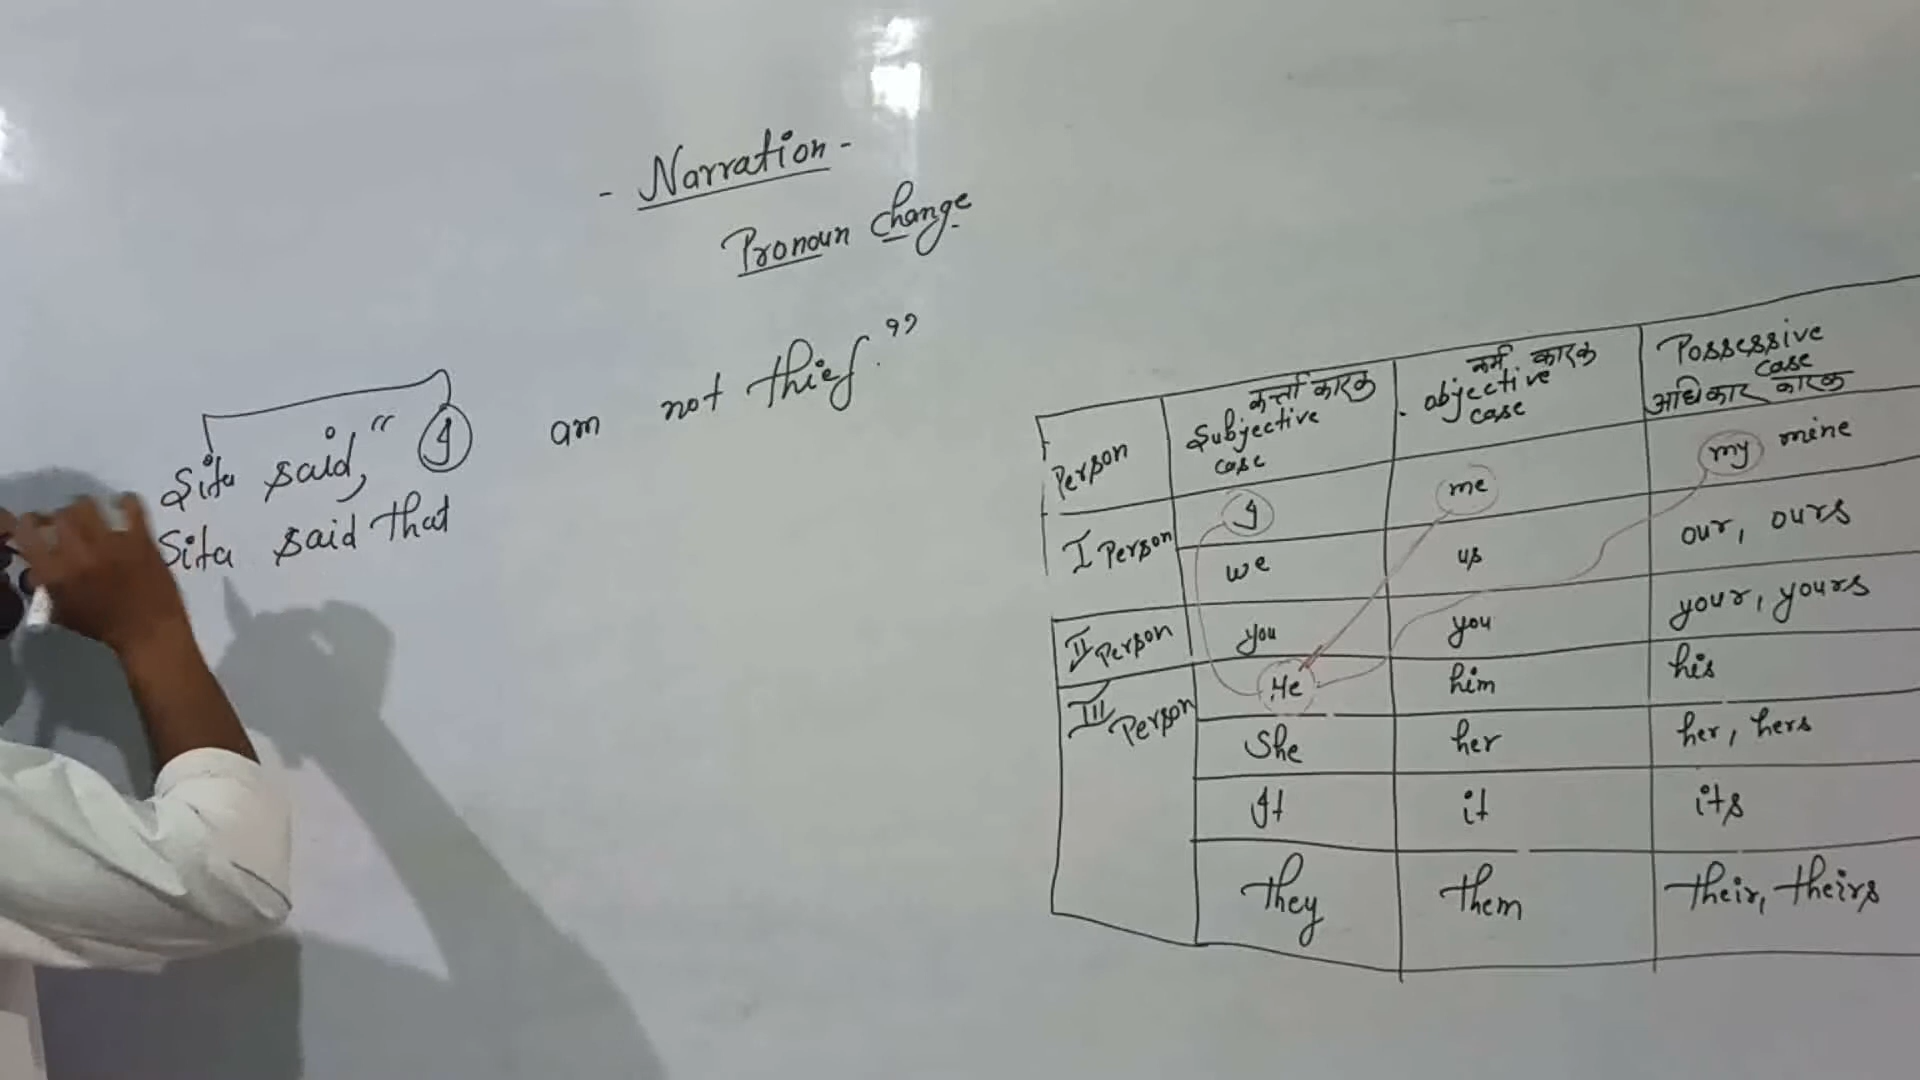 - Narration -
Pronoun change
Sita said, “ I am not thief. ”
Sita said that
Person
कर्त्ता कारक
Subjective
case
कर्म कारक
objective
case
Possessive
case
अधिकार कारक
I Person
I
me
my mine
we
us
our, ours
II Person
you
you
your, yours
III Person
He
him
his
She
her
her, hers
It
it
its
They
them
their, theirs